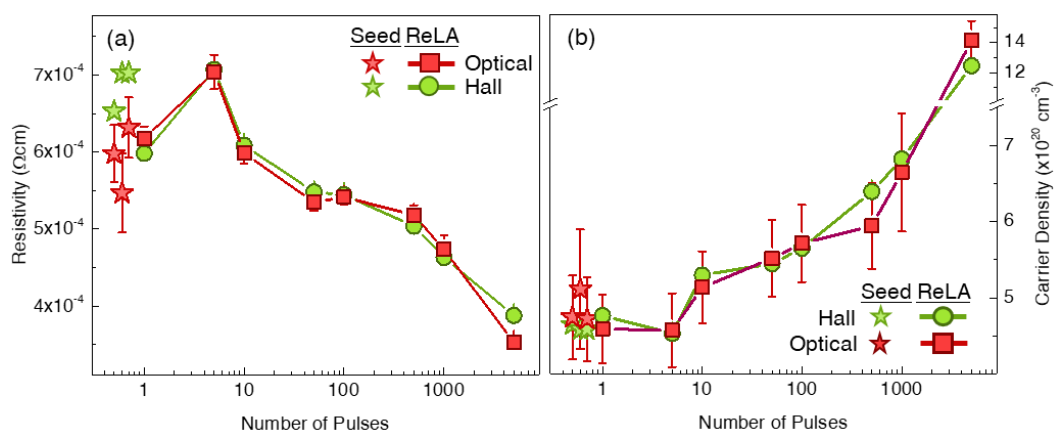 (a)
Seed ReLA
Optical
Hall
7x10⁻⁴
6x10⁻⁴
5x10⁻⁴
4x10⁻⁴
Resistivity (Ωcm)
1 10 100 1000
Number of Pulses
(b)
14
12
7
6
5
Carrier Density (x10²⁰ cm⁻³)
Seed ReLA
Hall
Optical
1 10 100 1000
Number of Pulses